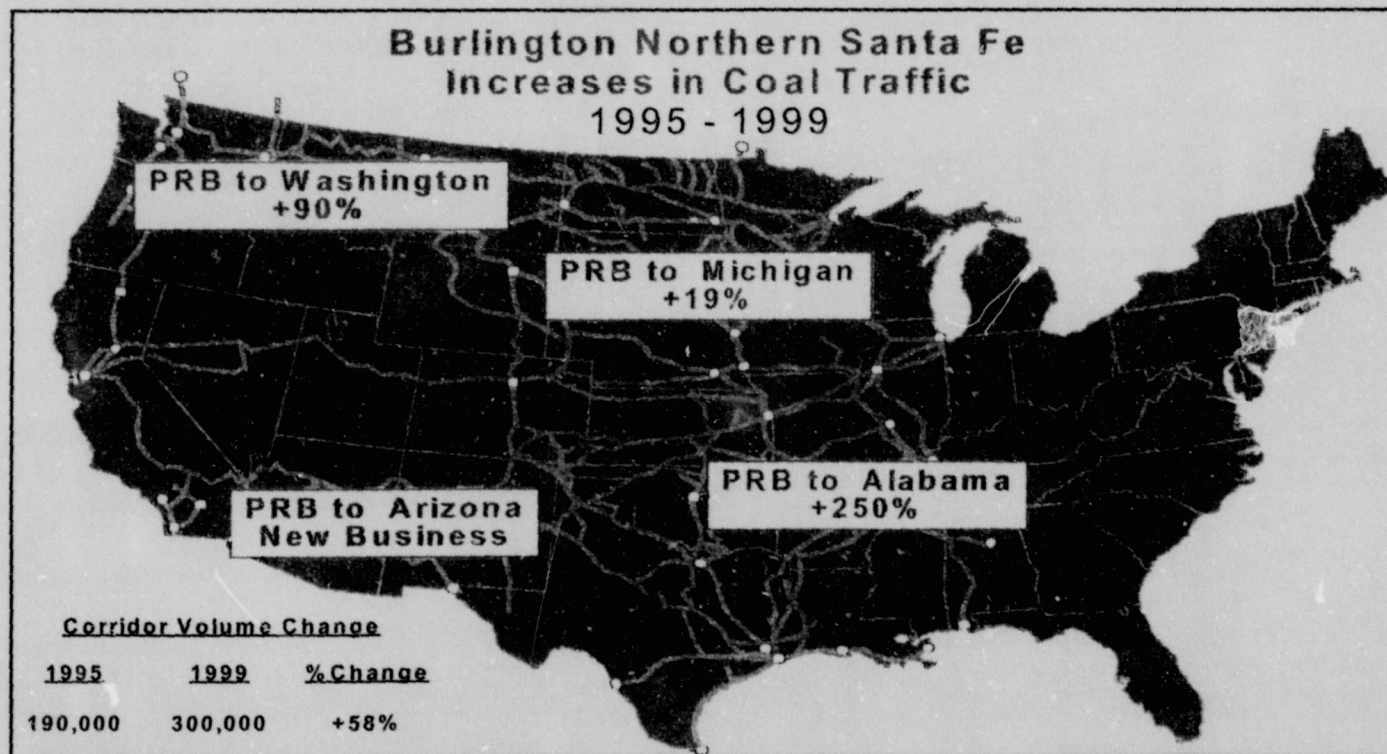 Burlington Northern Santa Fe
Increases in Coal Traffic
1995 - 1999
PRB to Washington
+90%
PRB to Michigan
+19%
PRB to Alabama
+250%
PRB to Arizona
New Business
Corridor Volume Change
1995 1999 %Change
190,000 300,000 +58%